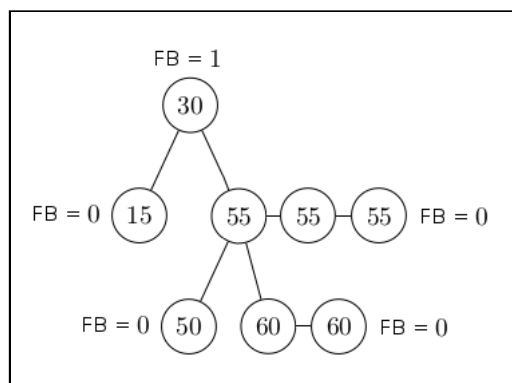 FB = 1
30
FB = 0 15 55 55 55 FB = 0
FB = 0 50 60 60 FB = 0